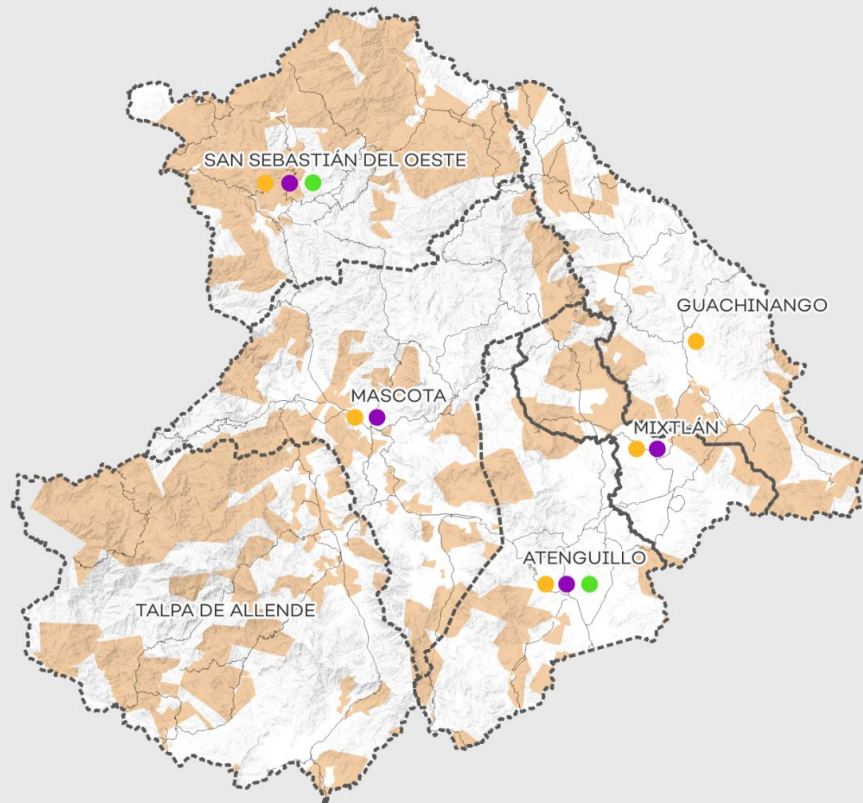 SAN SEBASTIÁN DEL OESTE
GUACHINANGO
MASCOTA
MIXTLÁN
ATENGUILLO
TALPA DE ALLENDE